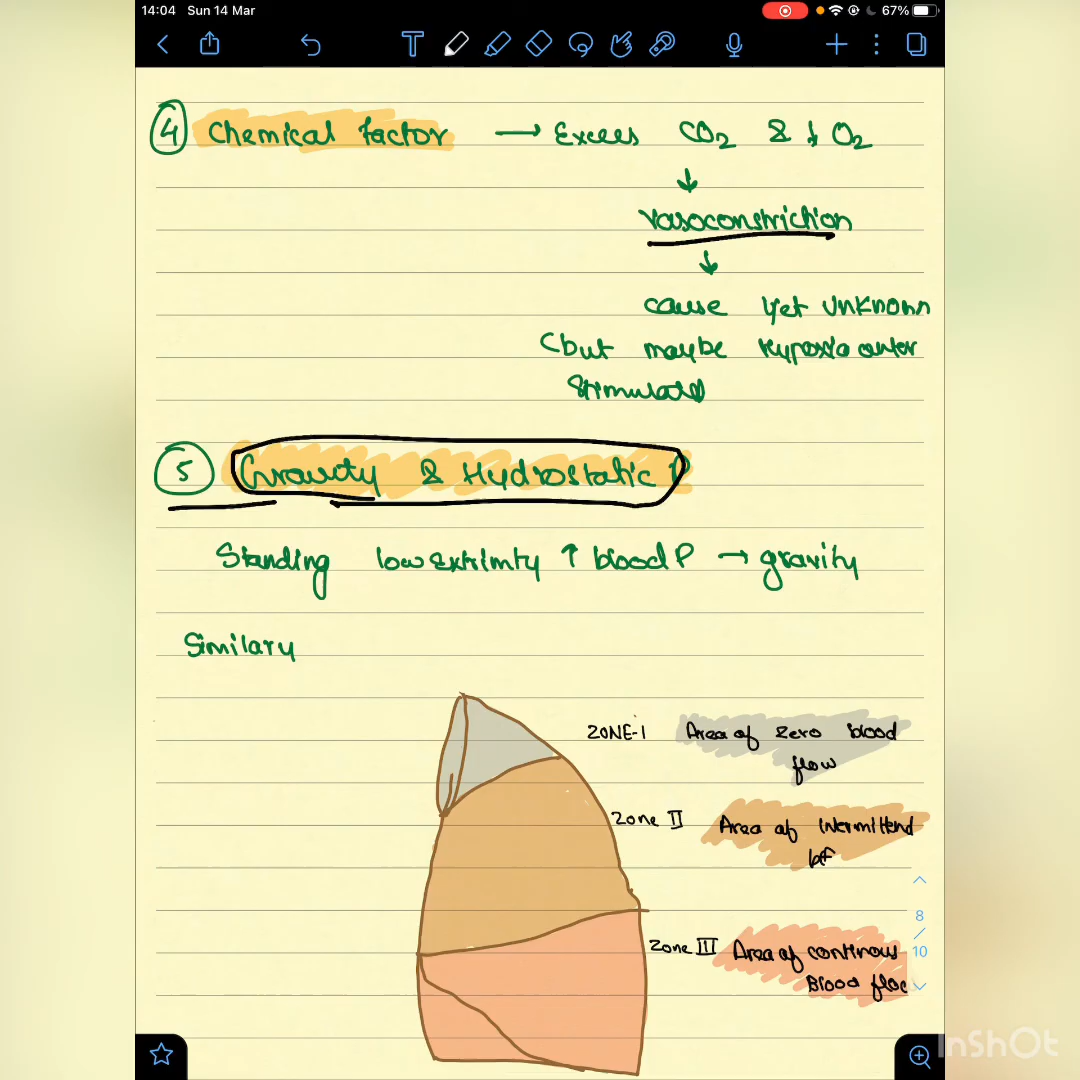 14:04 Sun 14 Mar
67%
4 Chemical factor → Excess CO2 & ↓ O2
↓
Vasoconstriction
↓
cause yet unknown
(but maybe Hypoxia center
Stimulated
5 Gravity & Hydrostatic P
Standing low extrimty ↑ blood P → gravity
Similary
ZONE-I Area of zero blood
flow
Zone II Area of Intermittend
bf
Zone III Area of continous
Blood floc
8
10
InShOt